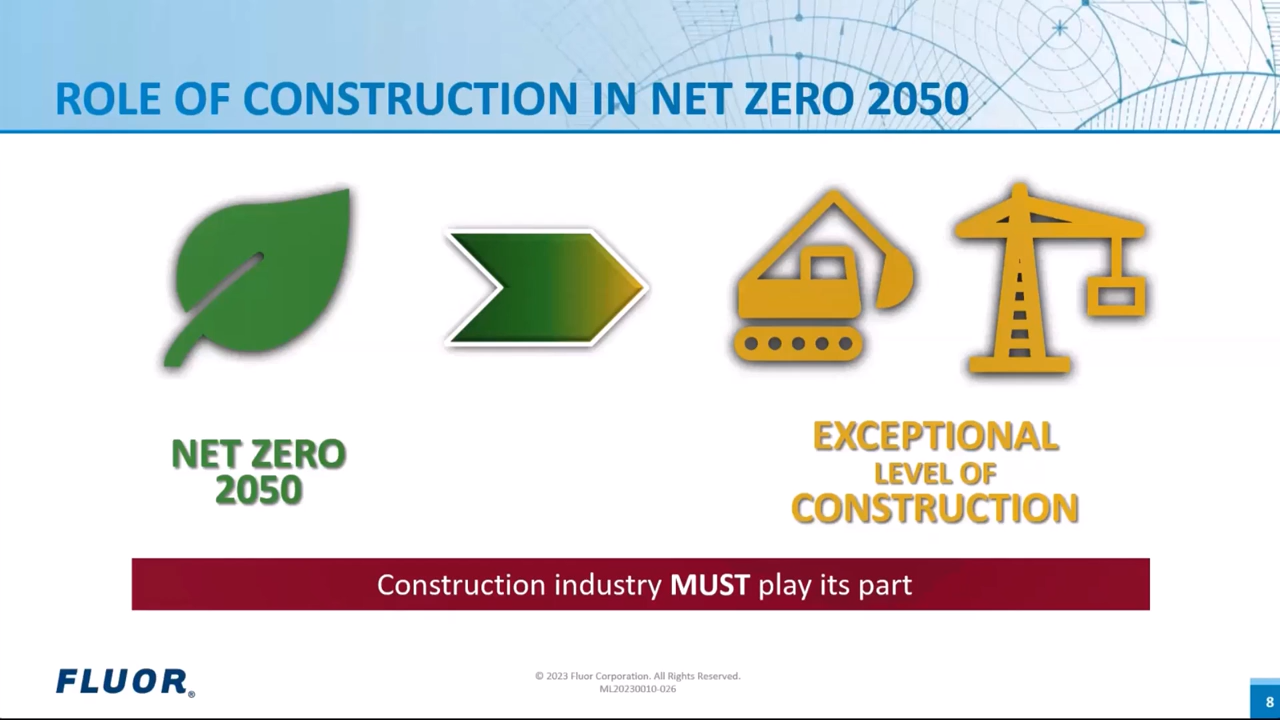 ROLE OF CONSTRUCTION IN NET ZERO 2050
NET ZERO
2050
EXCEPTIONAL
LEVEL OF
CONSTRUCTION
Construction industry MUST play its part
FLUOR®
© 2023 Fluor Corporation. All Rights Reserved.
ML20230010-026
8